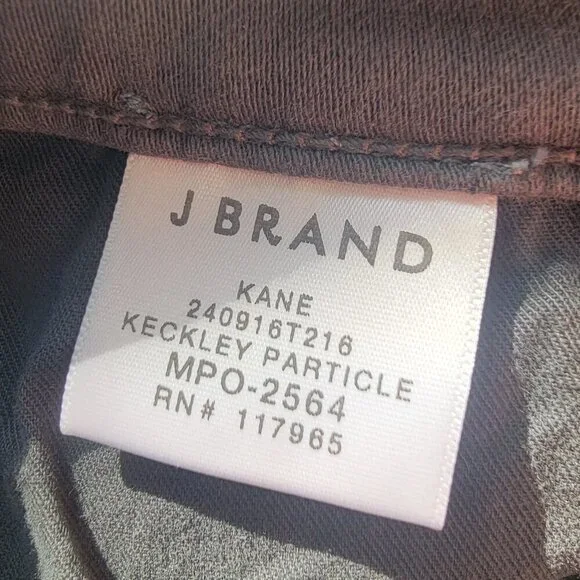 J BRAND
KANE
240916T216
KECKLEY PARTICLE
MPO-2564
RN# 117965